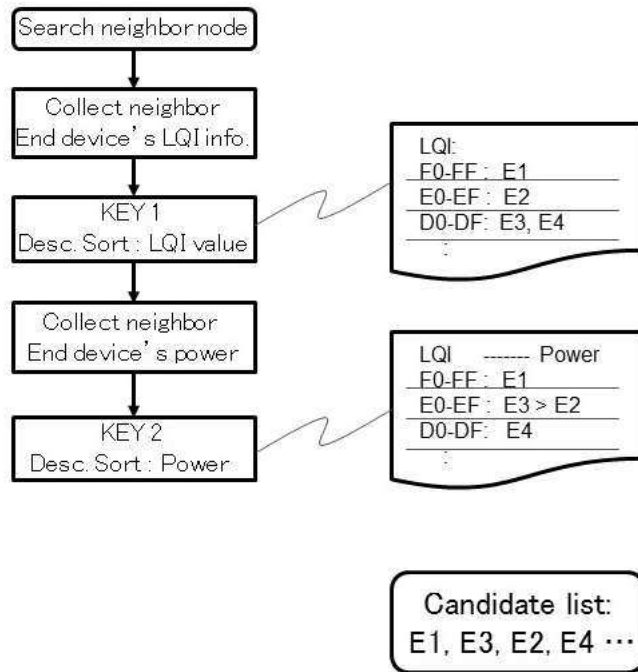 Search neighbor node
Collect neighbor
End device's LQI info.
KEY 1
Desc. Sort : LQI value
Collect neighbor
End device's power
KEY 2
Desc. Sort : Power
LQI:
F0-FF : E1
E0-EF : E2
D0-DF: E3, E4
:
LQI ------- Power
F0-FF : E1
E0-EF : E3 > E2
D0-DF: E4
:
Candidate list:
E1, E3, E2, E4 ⋯